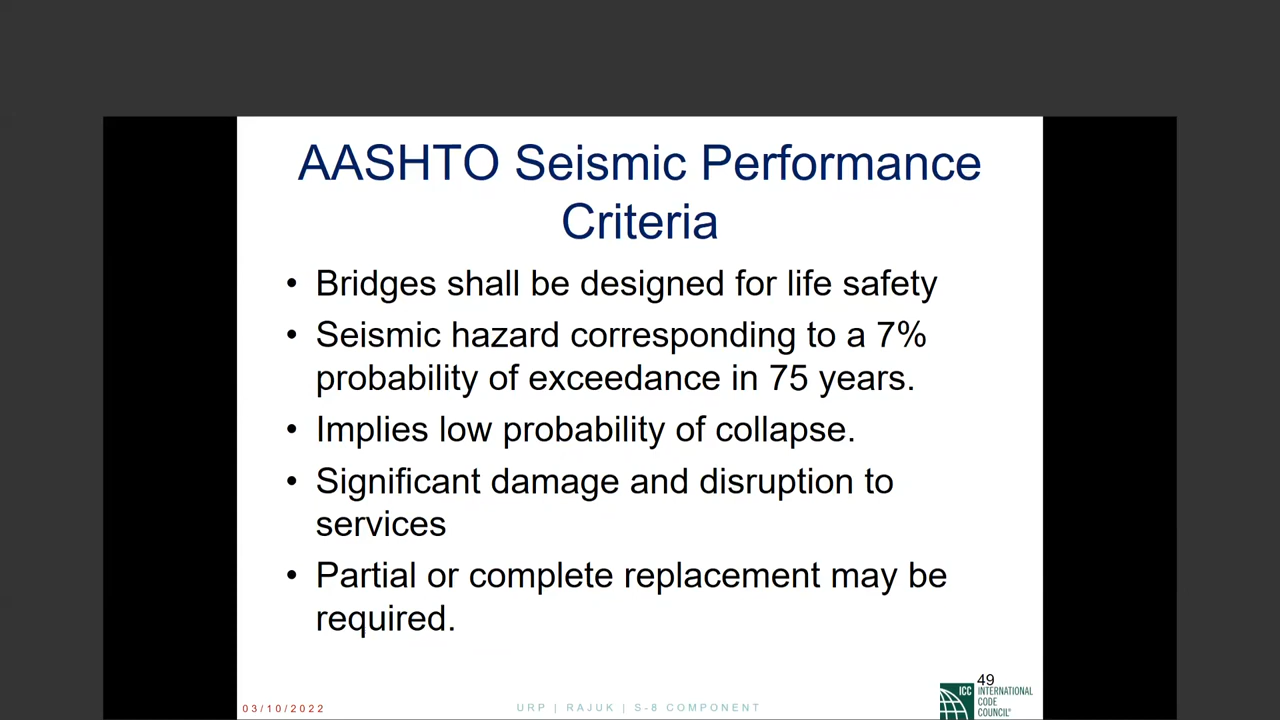 AASHTO Seismic Performance
Criteria
• Bridges shall be designed for life safety
• Seismic hazard corresponding to a 7%
probability of exceedance in 75 years.
• Implies low probability of collapse.
• Significant damage and disruption to
services
• Partial or complete replacement may be
required.
49
03/10/2022
URP | RAJUK | S-8 COMPONENT
ICC
INTERNATIONAL
CODE
COUNCIL®